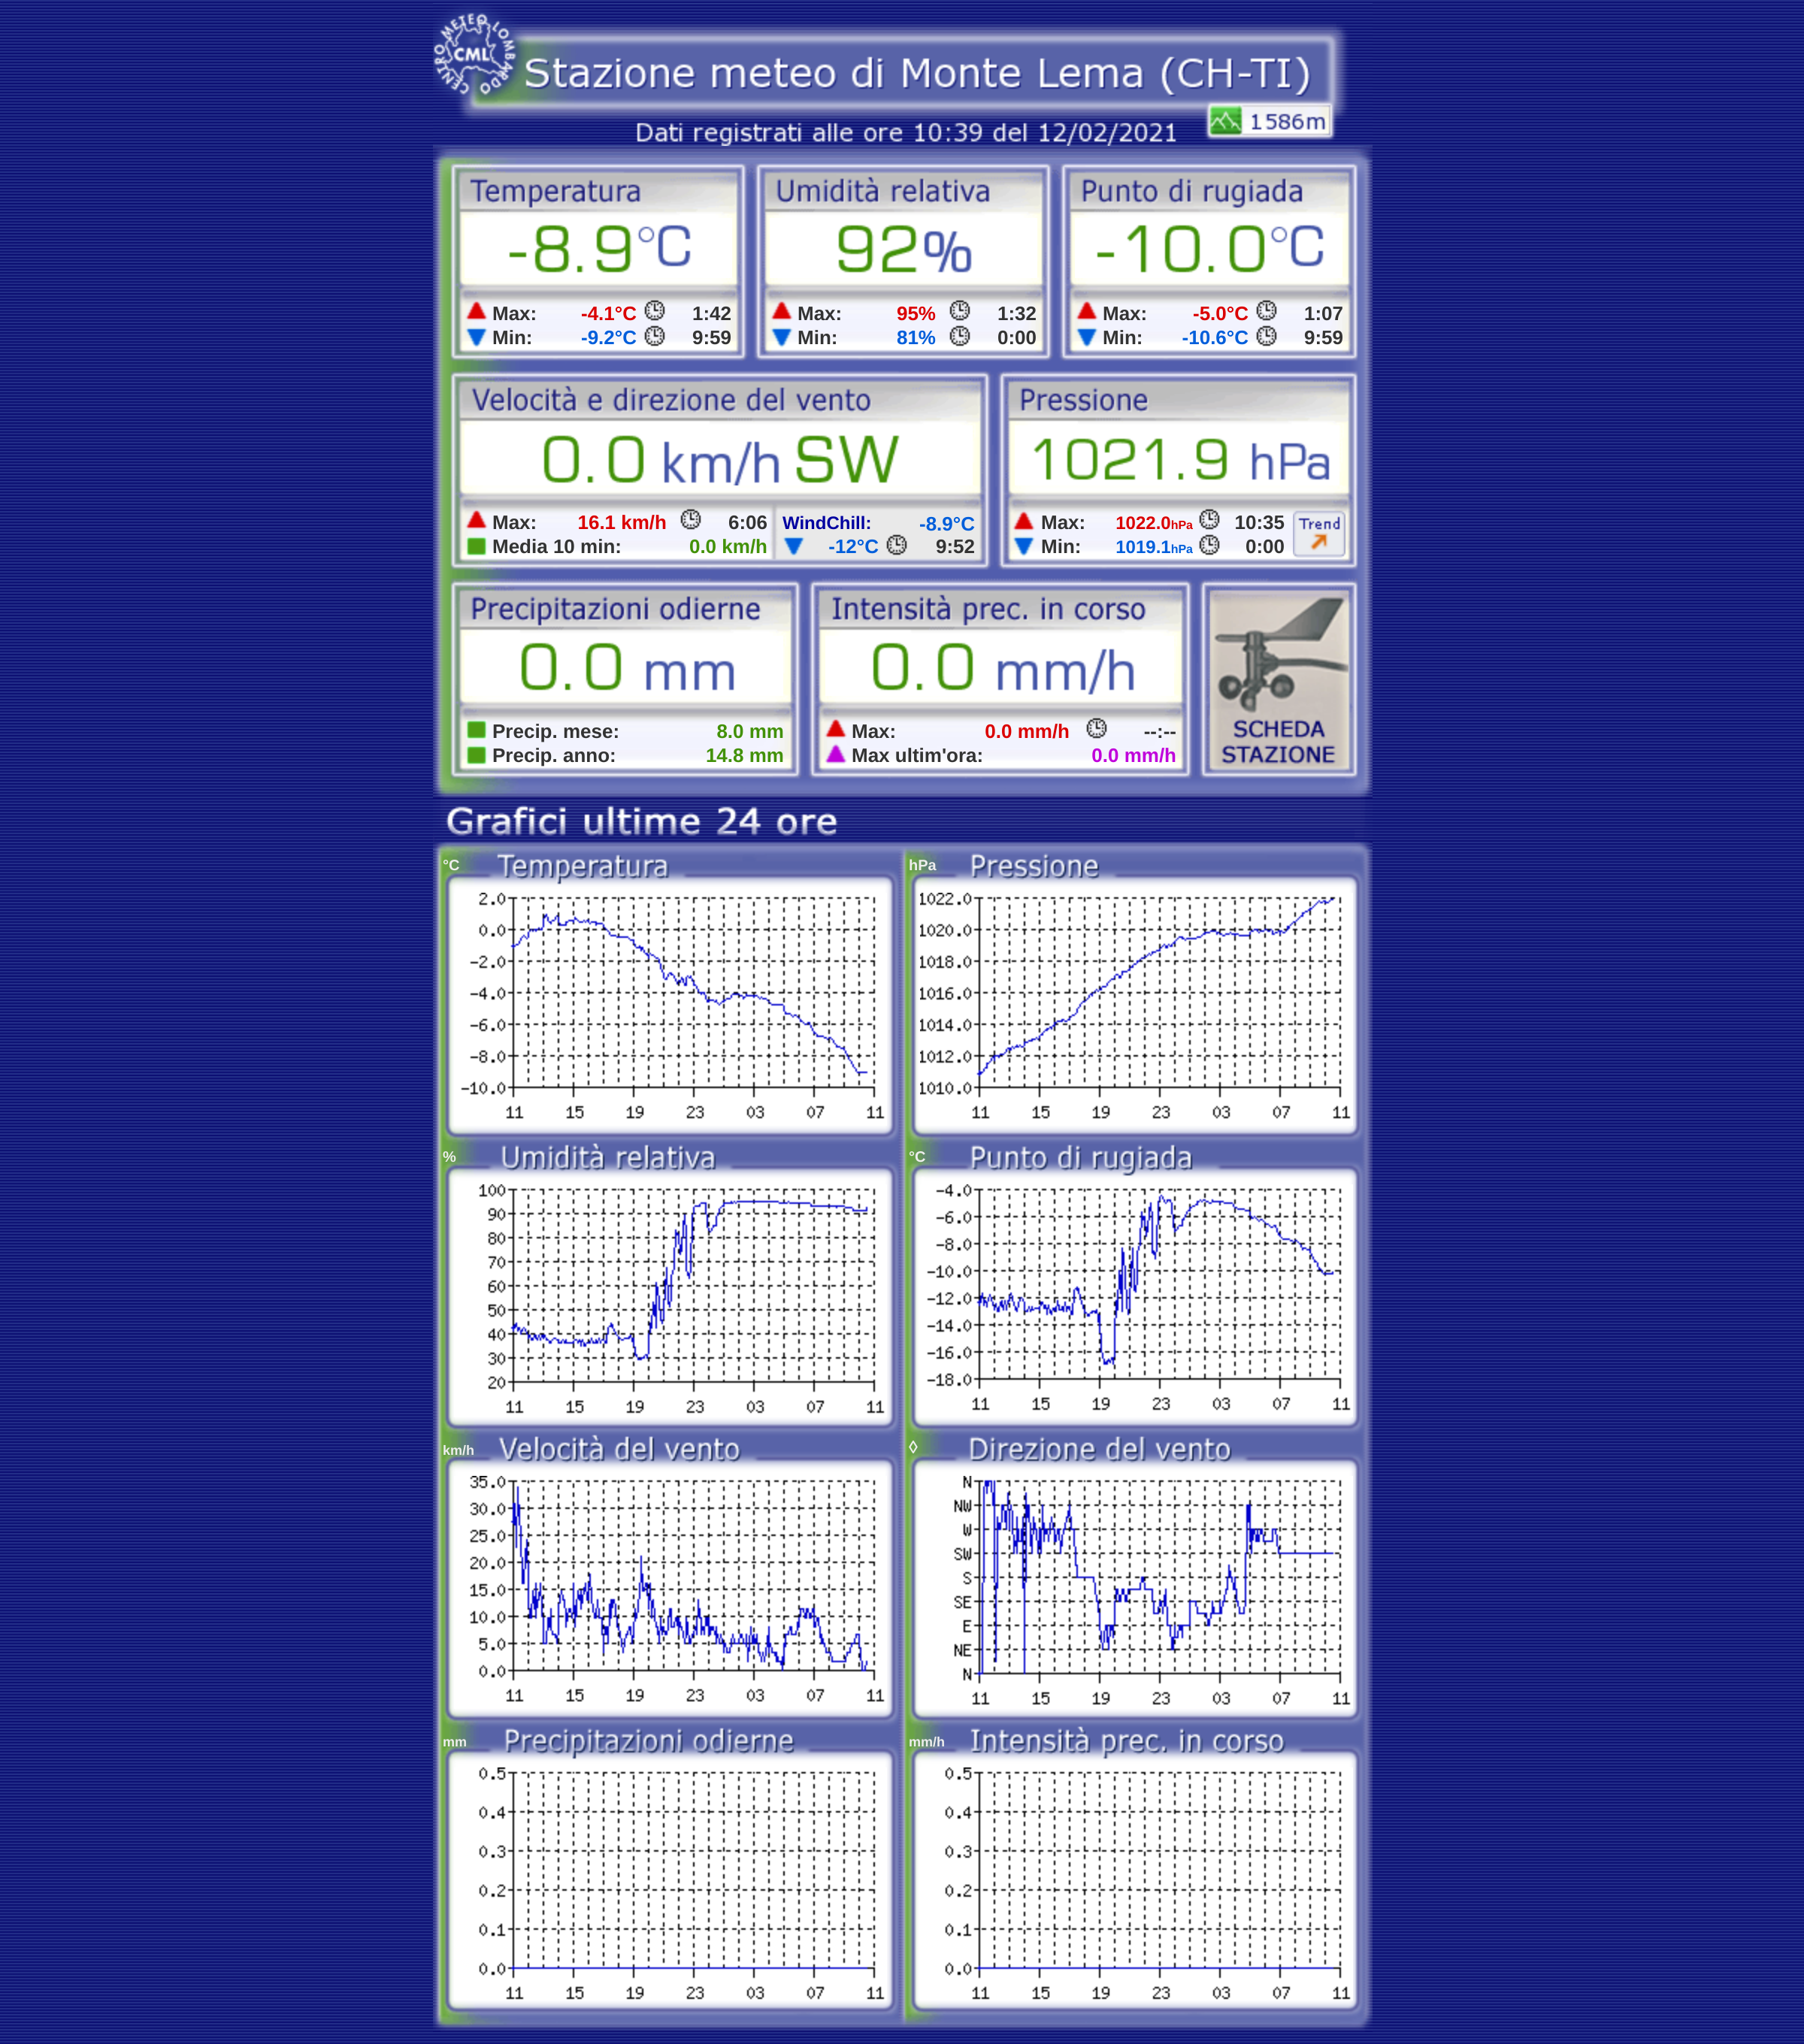 CENTRO METEO LOMBARDO
CML
Stazione meteo di Monte Lema (CH-TI)
1586m
Dati registrati alle ore 10:39 del 12/02/2021
Temperatura
-8.9°C
Max: -4.1°C 1:42
Min: -9.2°C 9:59
Umidità relativa
92%
Max: 95% 1:32
Min: 81% 0:00
Punto di rugiada
-10.0°C
Max: -5.0°C 1:07
Min: -10.6°C 9:59
Velocità e direzione del vento
0.0 km/h SW
Max: 16.1 km/h 6:06
Media 10 min: 0.0 km/h
WindChill: -8.9°C
-12°C 9:52
Pressione
1021.9 hPa
Max: 1022.0hPa 10:35
Min: 1019.1hPa 0:00
Trend
Precipitazioni odierne
0.0 mm
Precip. mese: 8.0 mm
Precip. anno: 14.8 mm
Intensità prec. in corso
0.0 mm/h
Max: 0.0 mm/h --:--
Max ultim'ora: 0.0 mm/h
SCHEDA
STAZIONE
Grafici ultime 24 ore
°C Temperatura
2.0
0.0
-2.0
-4.0
-6.0
-8.0
-10.0
11 15 19 23 03 07 11
hPa Pressione
1022.0
1020.0
1018.0
1016.0
1014.0
1012.0
1010.0
11 15 19 23 03 07 11
% Umidità relativa
100
90
80
70
60
50
40
30
20
11 15 19 23 03 07 11
°C Punto di rugiada
-4.0
-6.0
-8.0
-10.0
-12.0
-14.0
-16.0
-18.0
11 15 19 23 03 07 11
km/h Velocità del vento
35.0
30.0
25.0
20.0
15.0
10.0
5.0
0.0
11 15 19 23 03 07 11
◊ Direzione del vento
N
NW
W
SW
S
SE
E
NE
N
11 15 19 23 03 07 11
mm Precipitazioni odierne
0.5
0.4
0.3
0.2
0.1
0.0
11 15 19 23 03 07 11
mm/h Intensità prec. in corso
0.5
0.4
0.3
0.2
0.1
0.0
11 15 19 23 03 07 11